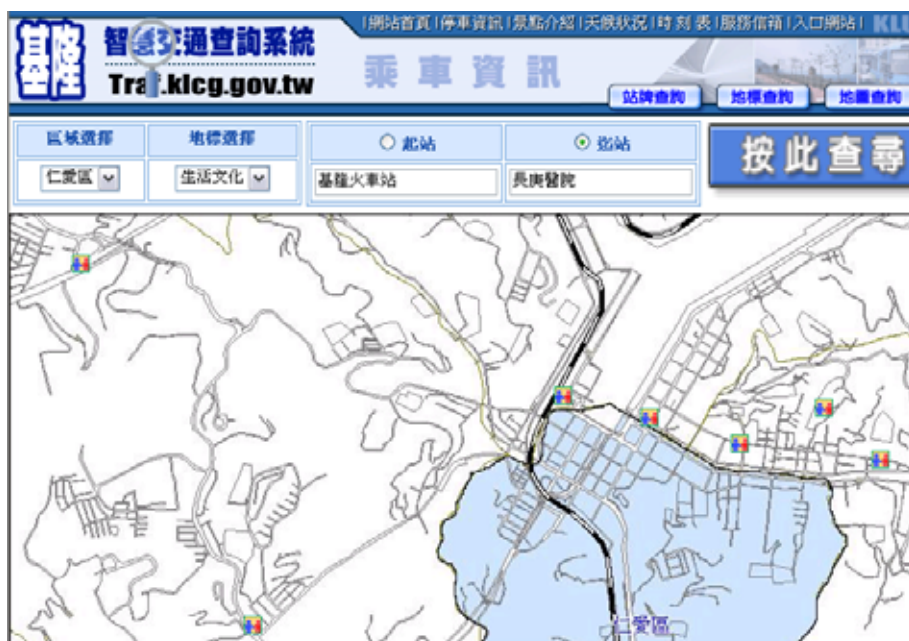 |網站首頁|停車資訊|景點介紹|天候狀況|時刻表|服務信箱|入口網站| KLU
基隆
智慧交通查詢系統
Traf.klcg.gov.tw
乘車資訊
站牌查詢 地標查詢 地圖查詢
區域選擇 地標選擇 起站 迄站
仁愛區 生活文化 基隆火車站 長庚醫院
按此查尋
仁愛區